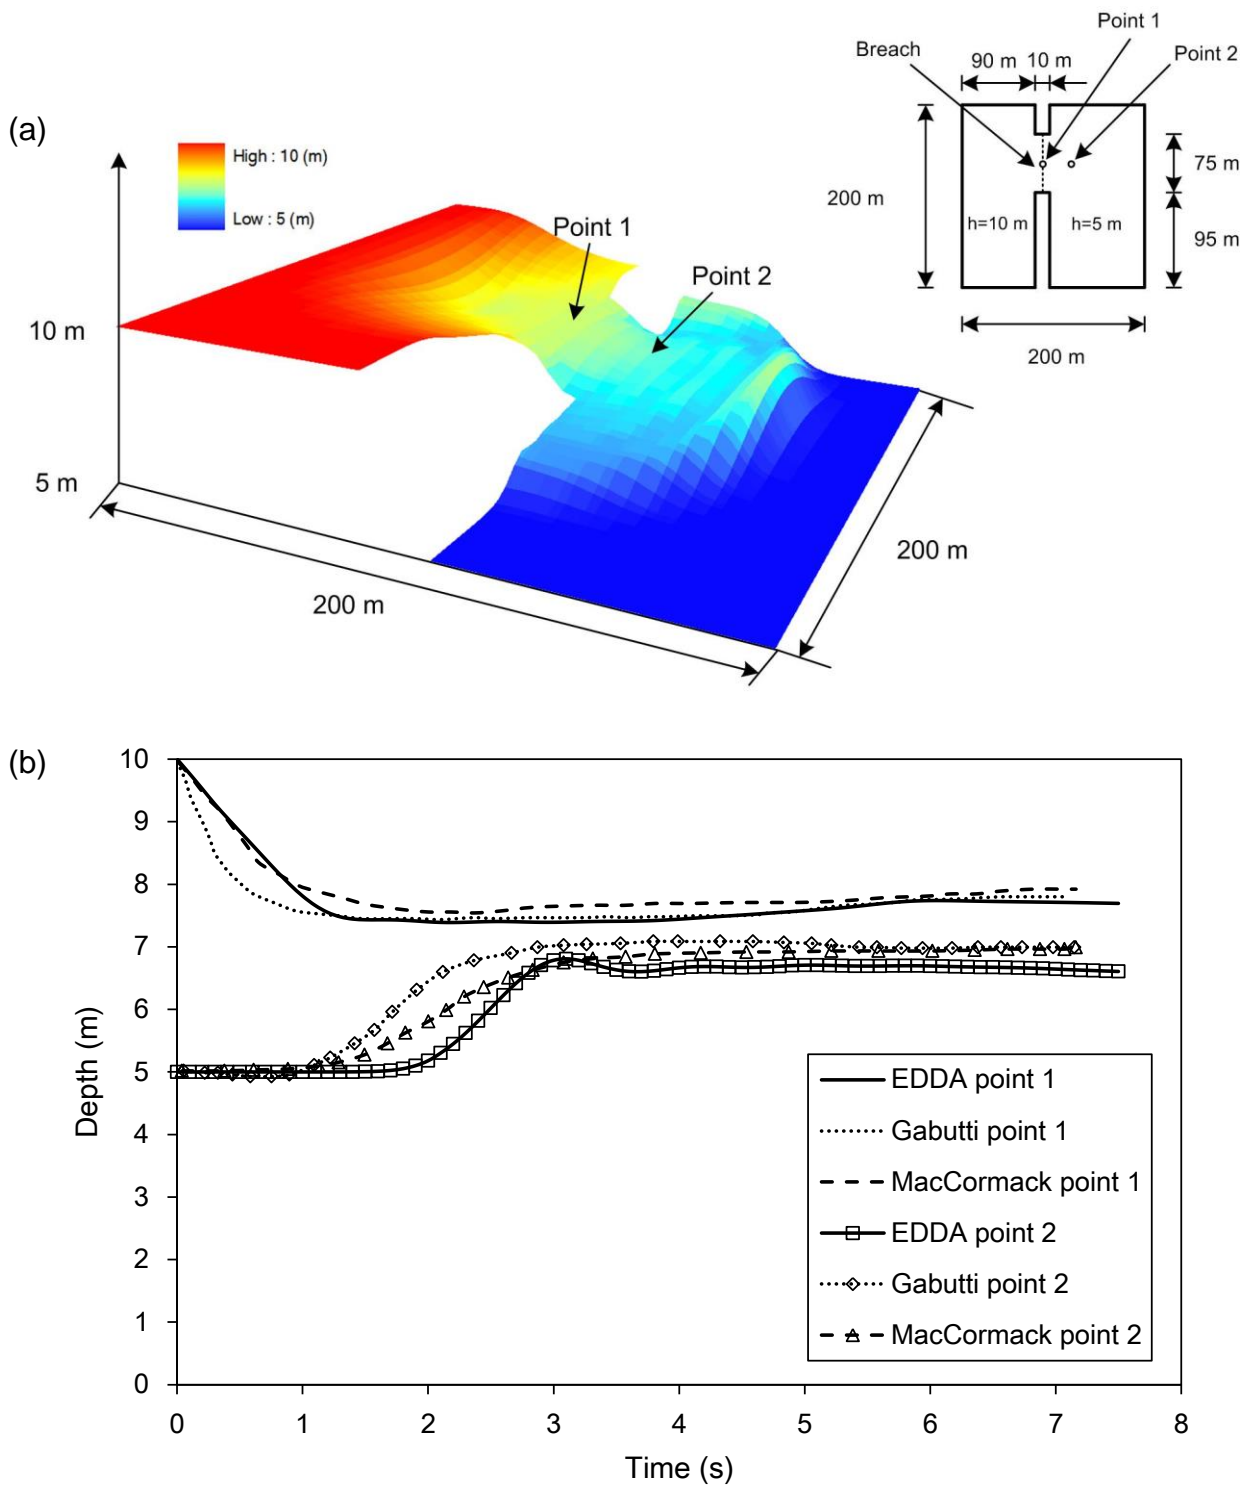 (a)
High : 10 (m)
Low : 5 (m)
Point 1
Point 2
10 m
5 m
200 m
200 m
Breach
Point 1
Point 2
90 m 10 m
200 m
75 m
95 m
h=10 m
h=5 m
200 m
(b)
10
9
8
7
6
5
4
3
2
1
0
Depth (m)
0 1 2 3 4 5 6 7 8
Time (s)
EDDA point 1
Gabutti point 1
MacCormack point 1
EDDA point 2
Gabutti point 2
MacCormack point 2